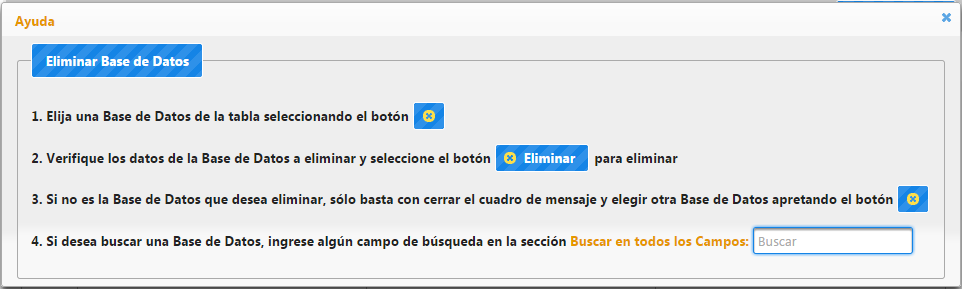 Ayuda
Eliminar Base de Datos
1. Elija una Base de Datos de la tabla seleccionando el botón
2. Verifique los datos de la Base de Datos a eliminar y seleccione el botón Eliminar para eliminar
3. Si no es la Base de Datos que desea eliminar, sólo basta con cerrar el cuadro de mensaje y elegir otra Base de Datos apretando el botón
4. Si desea buscar una Base de Datos, ingrese algún campo de búsqueda en la sección Buscar en todos los Campos: Buscar